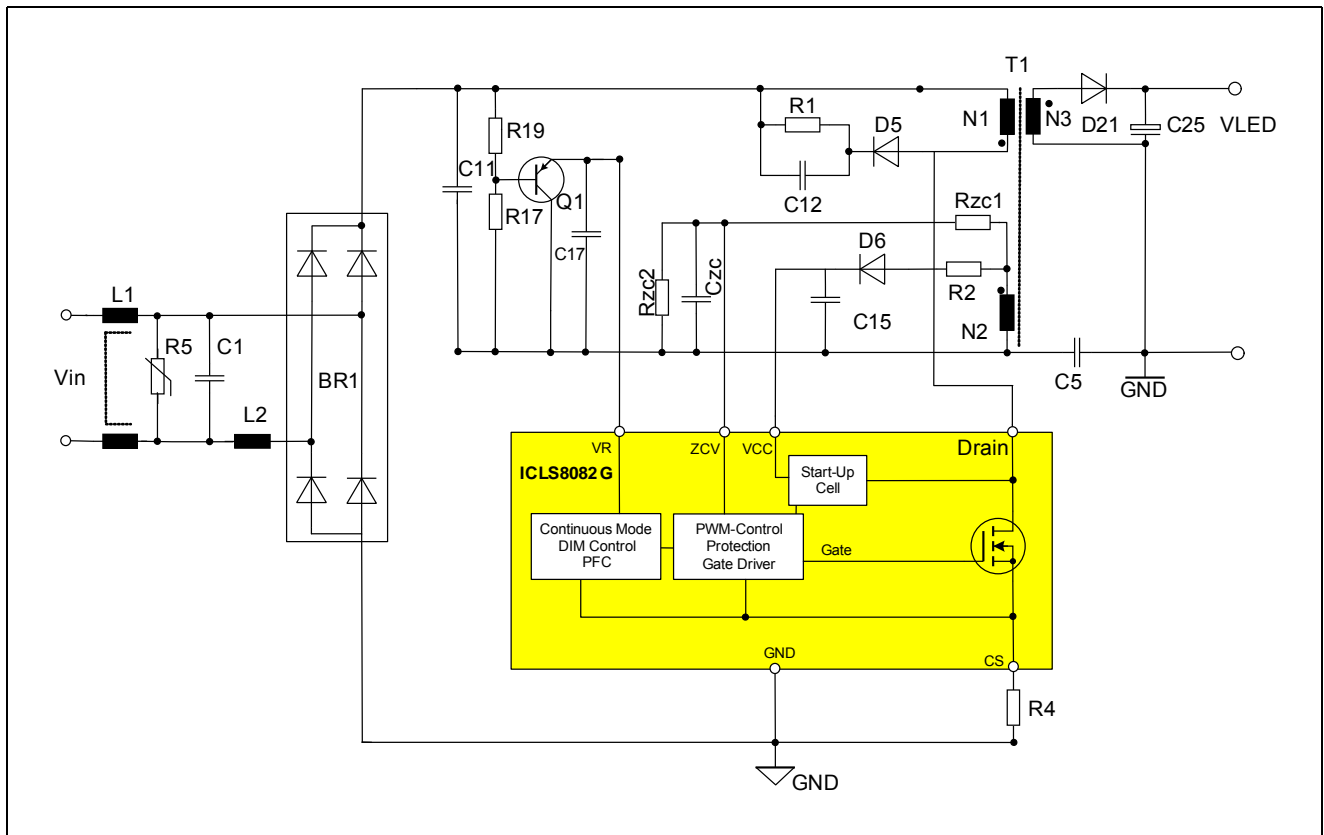 T1
R1
D5
N1
N3
D21
C25
VLED
R19
C11
Q1
R17
C12
C17
Rzc1
D6
Rzc2
Czc
R2
C15
N2
L1
R5
C1
Vin
BR1
L2
C5
GND
VR
ZCV
VCC
Drain
ICLS8082G
Start-Up
Cell
Continuous Mode
DIM Control
PFC
PWM-Control
Protection
Gate Driver
Gate
GND
CS
R4
GND